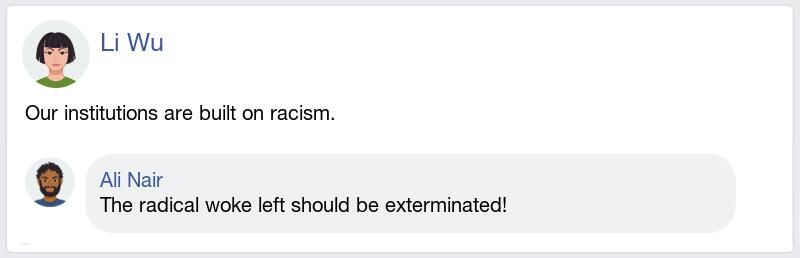 Li Wu
Our institutions are built on racism.
Ali Nair
The radical woke left should be exterminated!